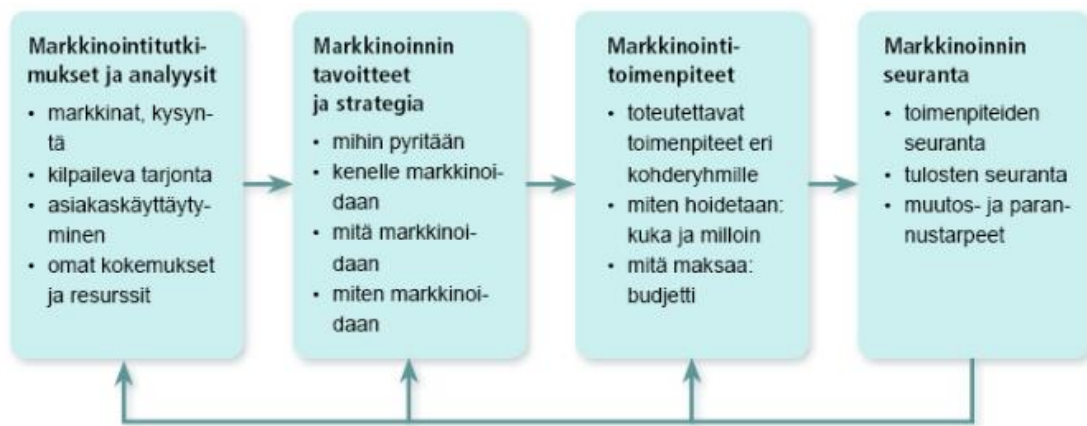 Markkinointitutki-
mukset ja analyysit
• markkinat, kysyn-
tä
• kilpaileva tarjonta
• asiakaskäyttäyty-
minen
• omat kokemukset
ja resurssit
Markkinoinnin
tavoitteet
ja strategia
• mihin pyritään
• kenelle markkinoi-
daan
• mitä markkinoi-
daan
• miten markkinoi-
daan
Markkinointi-
toimenpiteet
• toteutettavat
toimenpiteet eri
kohderyhmille
• miten hoidetaan:
kuka ja milloin
• mitä maksaa:
budjetti
Markkinoinnin
seuranta
• toimenpiteiden
seuranta
• tulosten seuranta
• muutos- ja paran-
nustarpeet